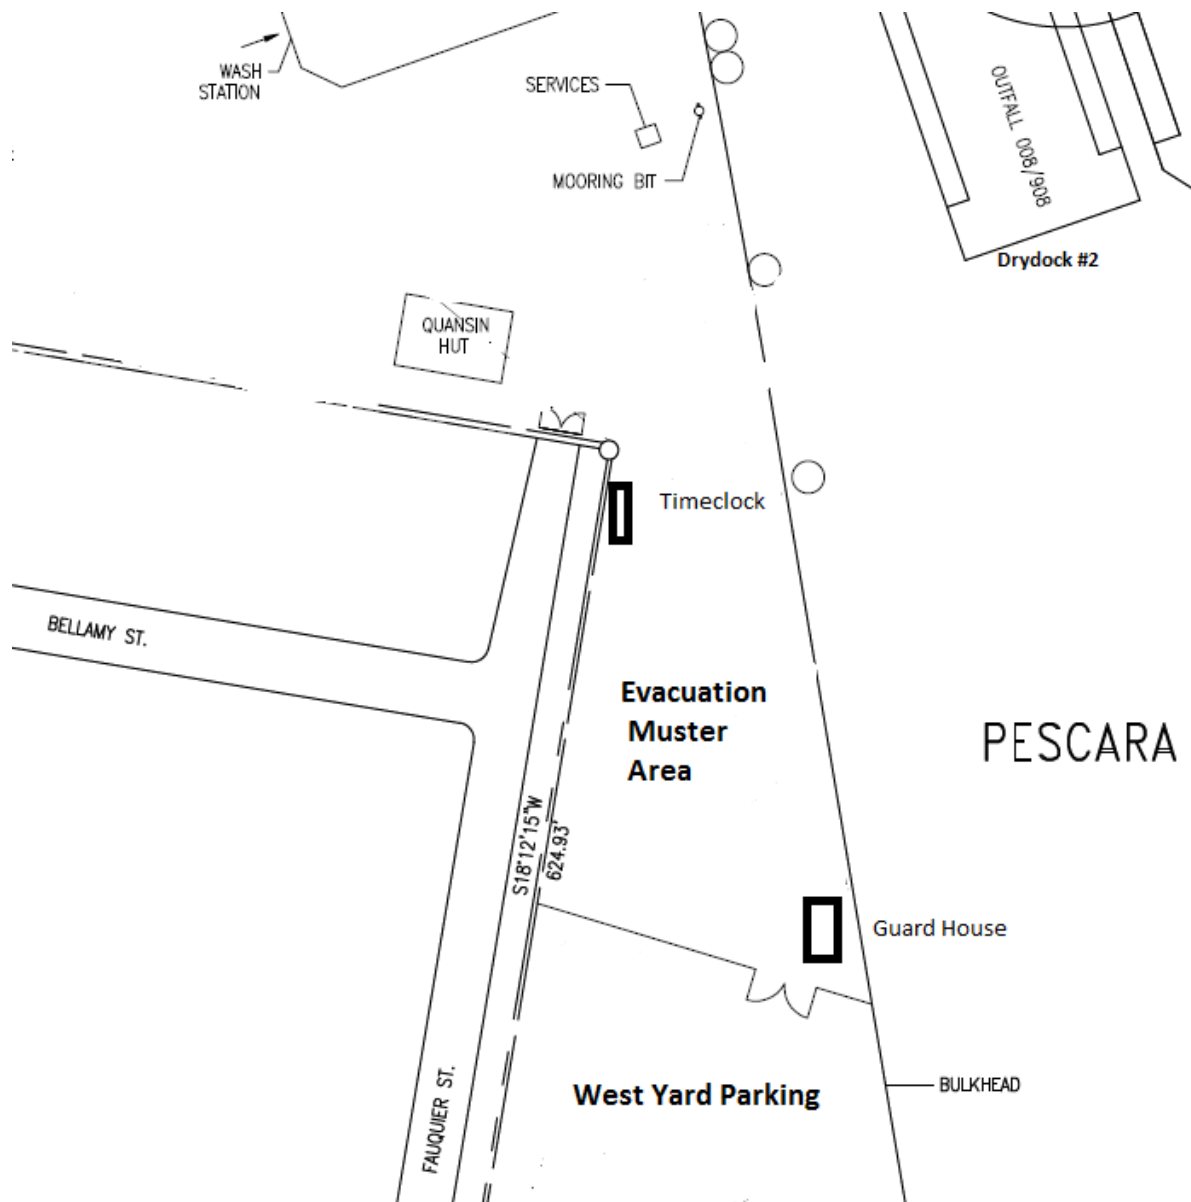 WASH
STATION
SERVICES
MOORING BIT
OUTFALL 008/908
Drydock #2
QUANSIN
HUT
Timeclock
BELLAMY ST.
Evacuation
Muster
Area
PESCARA
S18°12'15"W
624.93'
Guard House
West Yard Parking
BULKHEAD
FAUQUIER ST.